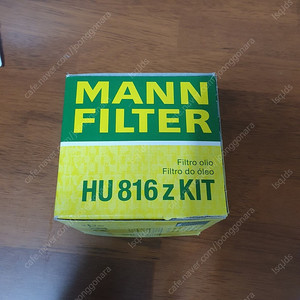 MANN
FILTER
Filtro olio
Filtro do óleo
HU 816 z KIT